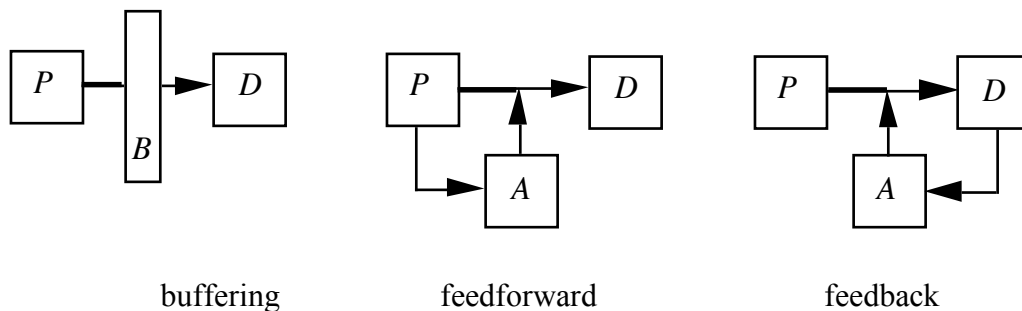 P B D
P D
A
P D
A
buffering
feedforward
feedback